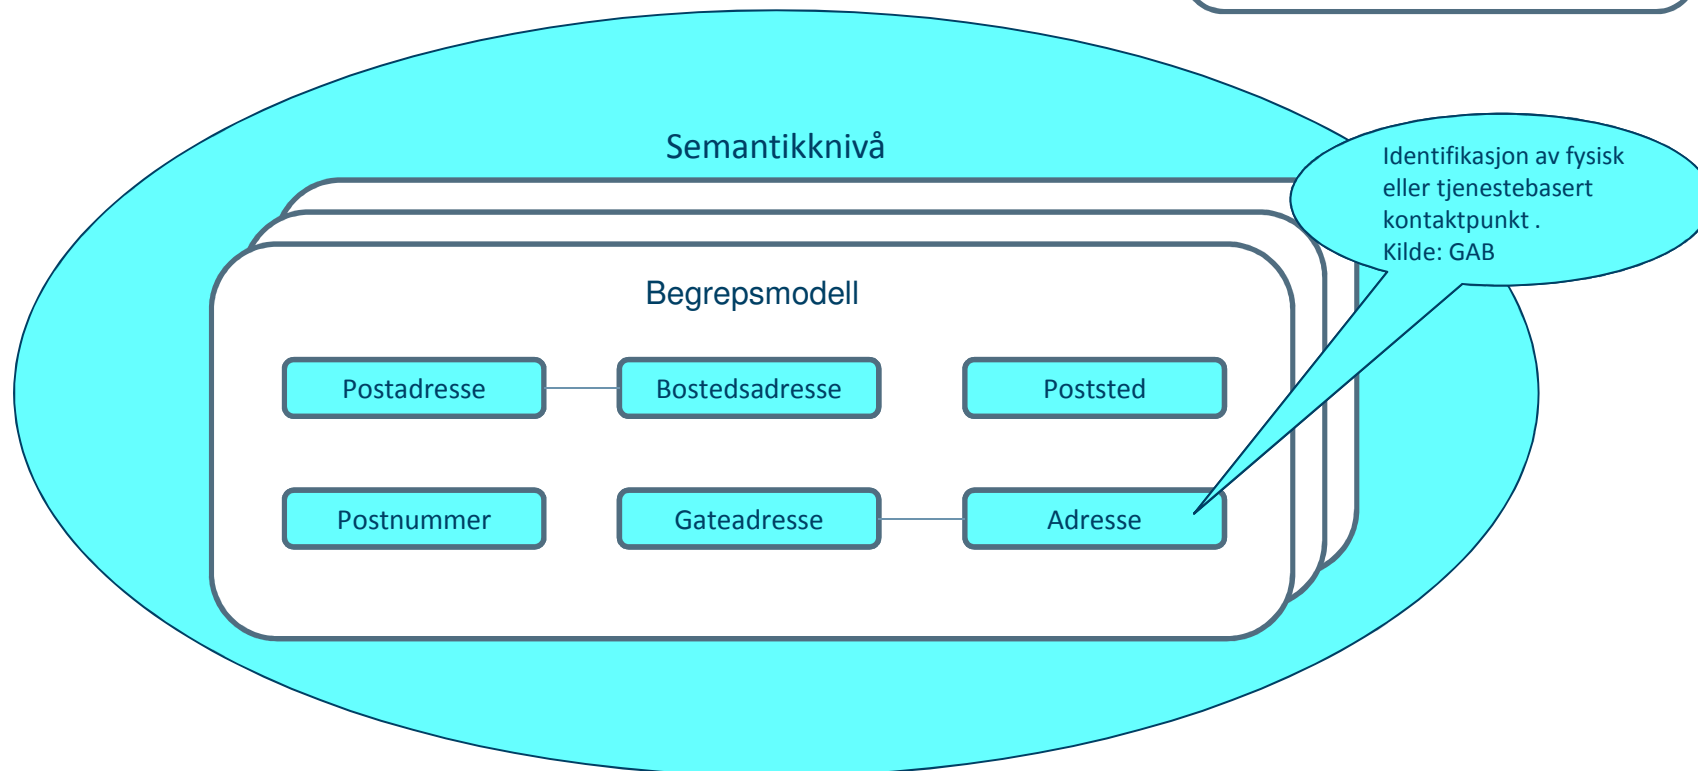 Semantikknivå
Identifikasjon av fysisk
eller tjenestebasert
kontaktpunkt .
Kilde: GAB
Begrepsmodell
Postadresse
Bostedsadresse
Poststed
Postnummer
Gateadresse
Adresse